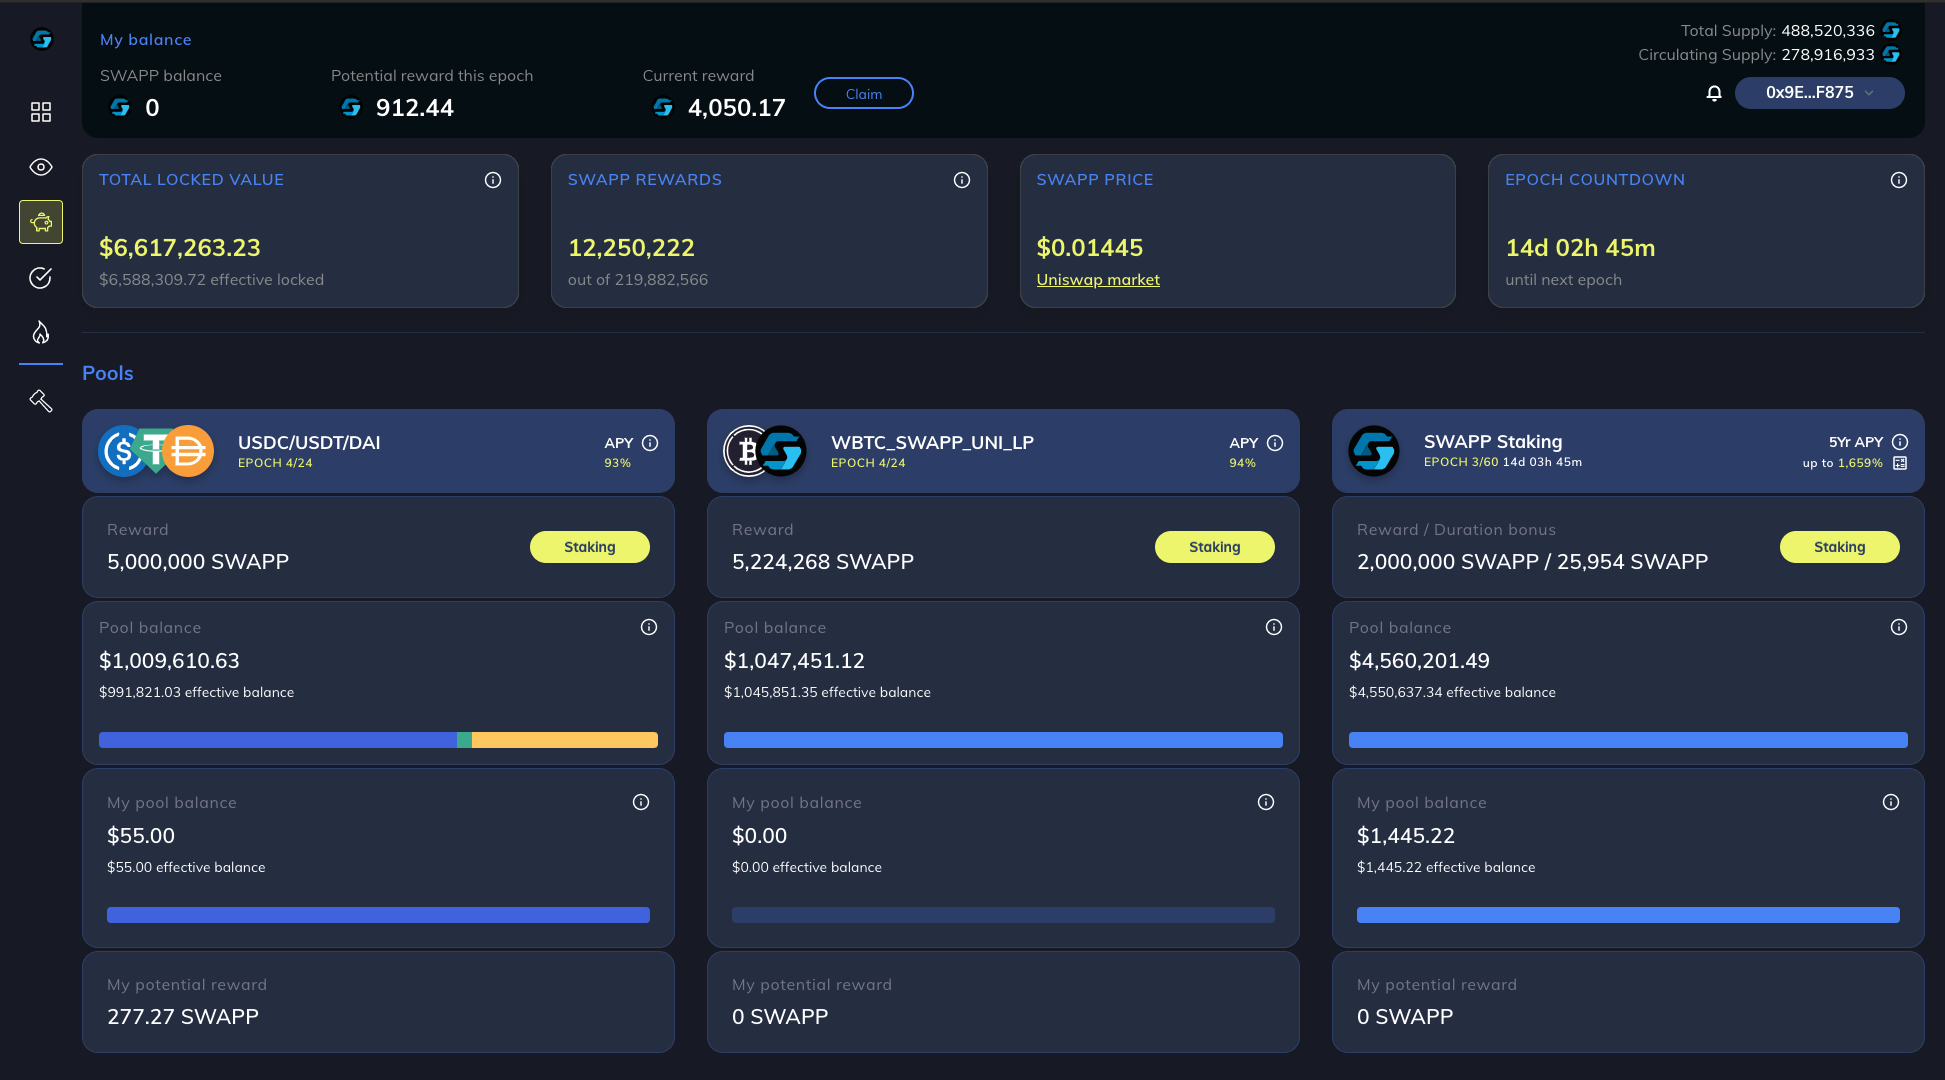 My balance
SWAPP balance
0
Potential reward this epoch
912.44
Current reward
4,050.17
Claim
Total Supply: 488,520,336
Circulating Supply: 278,916,933
0x9E...F875
TOTAL LOCKED VALUE
$6,617,263.23
$6,588,309.72 effective locked
SWAPP REWARDS
12,250,222
out of 219,882,566
SWAPP PRICE
$0.01445
Uniswap market
EPOCH COUNTDOWN
14d 02h 45m
until next epoch
Pools
USDC/USDT/DAI
EPOCH 4/24
APY
93%
Reward
5,000,000 SWAPP
Staking
Pool balance
$1,009,610.63
$991,821.03 effective balance
My pool balance
$55.00
$55.00 effective balance
My potential reward
277.27 SWAPP
WBTC_SWAPP_UNI_LP
EPOCH 4/24
APY
94%
Reward
5,224,268 SWAPP
Staking
Pool balance
$1,047,451.12
$1,045,851.35 effective balance
My pool balance
$0.00
$0.00 effective balance
My potential reward
0 SWAPP
SWAPP Staking
EPOCH 3/60 14d 03h 45m
5Yr APY
up to 1,659%
Reward / Duration bonus
2,000,000 SWAPP / 25,954 SWAPP
Staking
Pool balance
$4,560,201.49
$4,550,637.34 effective balance
My pool balance
$1,445.22
$1,445.22 effective balance
My potential reward
0 SWAPP